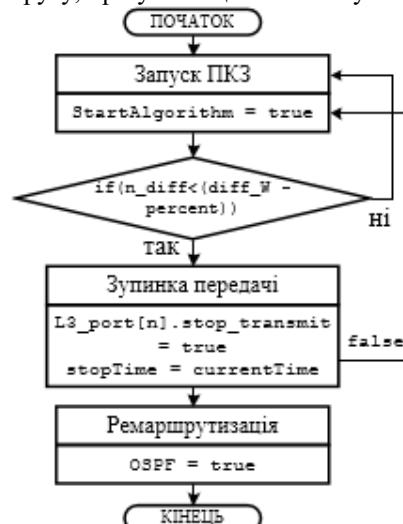 ПОЧАТОК
Запуск ПКЗ
StartAlgorithm = true
if(n_diff<(diff_W -
percent))
ні
так
Зупинка передачі
L3_port[n].stop_transmit
= true
stopTime = currentTime
false
Ремаршрутизація
OSPF = true
КІНЕЦЬ